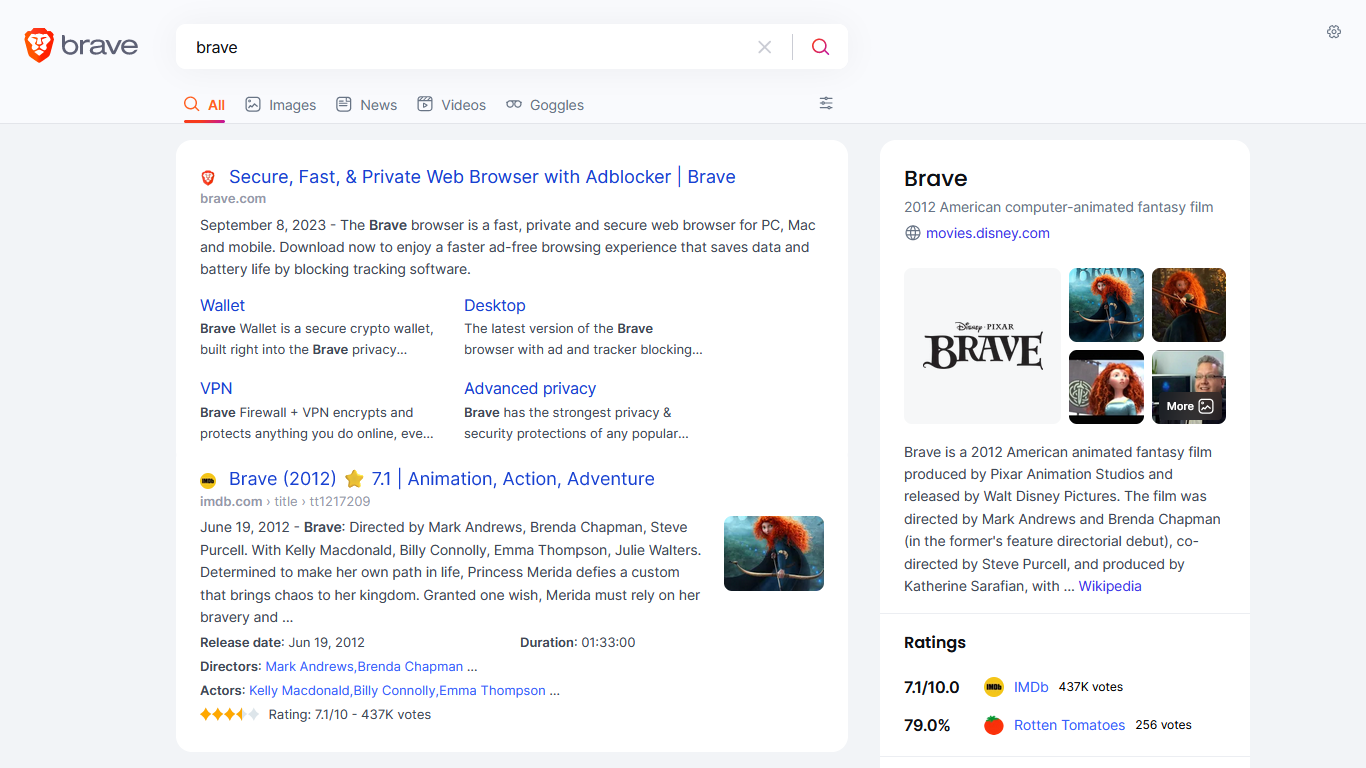 brave
brave
All
Images
News
Videos
Goggles
Secure, Fast, & Private Web Browser with Adblocker | Brave
brave.com
September 8, 2023 - The Brave browser is a fast, private and secure web browser for PC, Mac
and mobile. Download now to enjoy a faster ad-free browsing experience that saves data and
battery life by blocking tracking software.
Wallet
Brave Wallet is a secure crypto wallet,
built right into the Brave privacy...
Desktop
The latest version of the Brave
browser with ad and tracker blocking...
VPN
Brave Firewall + VPN encrypts and
protects anything you do online, eve...
Advanced privacy
Brave has the strongest privacy &
security protections of any popular...
IMDb
Brave (2012) ⭐ 7.1 | Animation, Action, Adventure
imdb.com › title › tt1217209
June 19, 2012 - Brave: Directed by Mark Andrews, Brenda Chapman, Steve
Purcell. With Kelly Macdonald, Billy Connolly, Emma Thompson, Julie Walters.
Determined to make her own path in life, Princess Merida defies a custom
that brings chaos to her kingdom. Granted one wish, Merida must rely on her
bravery and ...
Release date: Jun 19, 2012
Duration: 01:33:00
Directors: Mark Andrews,Brenda Chapman ...
Actors: Kelly Macdonald,Billy Connolly,Emma Thompson ...
Rating: 7.1/10 - 437K votes
Brave
2012 American computer-animated fantasy film
movies.disney.com
Disney · PIXAR
BRAVE
BRAVE
More
Brave is a 2012 American animated fantasy film
produced by Pixar Animation Studios and
released by Walt Disney Pictures. The film was
directed by Mark Andrews and Brenda Chapman
(in the former's feature directorial debut), co-
directed by Steve Purcell, and produced by
Katherine Sarafian, with ... Wikipedia
Ratings
7.1/10.0 IMDb IMDb 437K votes
79.0% Rotten Tomatoes 256 votes